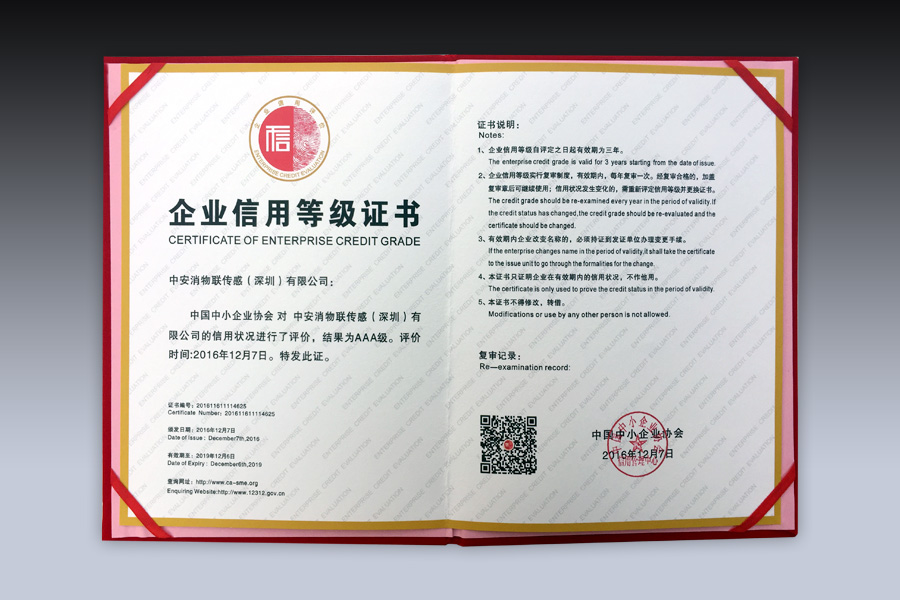 企业信用评价
信
ENTERPRISE CREDIT EVALUATION
企业信用等级证书
CERTIFICATE OF ENTERPRISE CREDIT GRADE
中安消物联传感（深圳）有限公司：
中国中小企业协会 对 中安消物联传感（深圳）有
限公司的信用状况进行了评价，结果为AAA级。评价
时间:2016年12月7日。特发此证。
证书编号：201611611114625
Certificate Number: 201611611114625
颁发日期：2016年12月7日
Date of Issue : December7th,2016
有效期至：2019年12月6日
Date of Expiry : December6th,2019
查询网址：http://www.ca-sme.org
Enquiring Website:http://www.12312.gov.cn
证书说明：
Notes:
1、企业信用等级自评定之日起有效期为三年。
The enterprise credit grade is valid for 3 years starting from the date of issue.
2、企业信用等级实行复审制度，有效期内，每年复审一次。经复审合格的，加盖
复审章后可继续使用；信用状况发生变化的，需重新评定信用等级并更换证书。
The credit grade should be re-examined every year in the period of validity.If
the credit status has changed,the credit grade should be re-evaluated and the
certificate should be changed.
3、有效期内企业改变名称的，必须持证到发证单位办理变更手续。
If the enterprise changes name in the period of validity,it shall take the certificate
to the issue unit to go through the formalities for the change.
4、本证书只证明企业在有效期内的信用状况，不作他用。
The certificate is only used to prove the credit status in the period of validity.
5、本证书不得修改，转借。
Modifications or use by any other person is not allowed.
复审记录：
Re—examination record:
中国中小企业协会
2016年12月7日